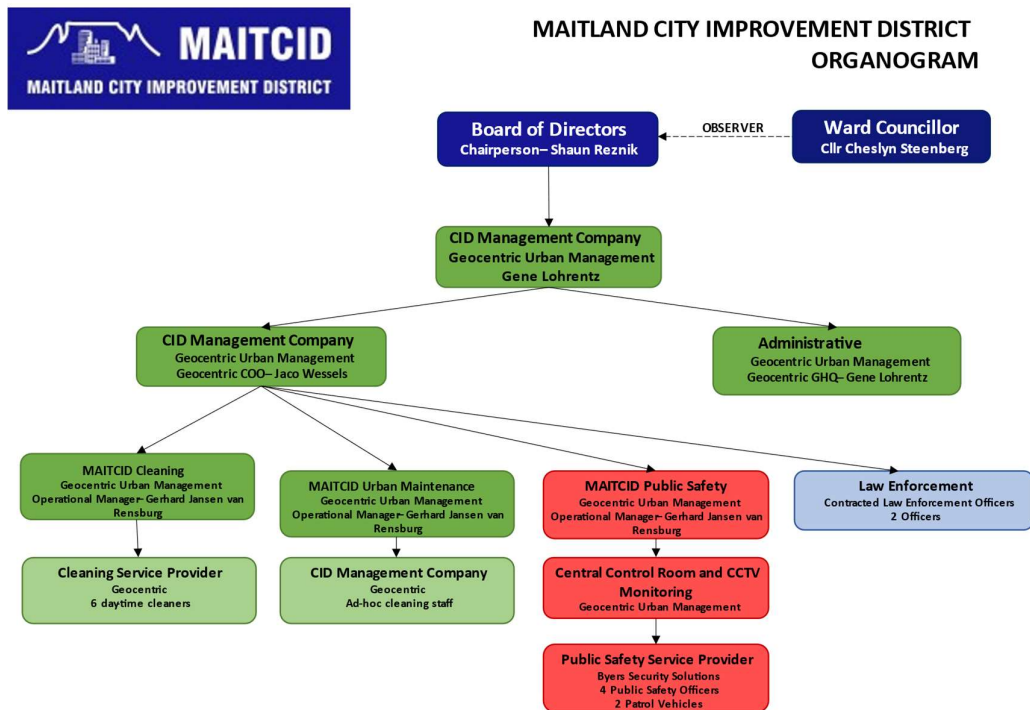 MAITCID
MAITLAND CITY IMPROVEMENT DISTRICT
MAITLAND CITY IMPROVEMENT DISTRICT
ORGANOGRAM
Board of Directors
Chairperson– Shaun Reznik
OBSERVER
Ward Councillor
Cllr Cheslyn Steenberg
CID Management Company
Geocentric Urban Management
Gene Lohrentz
CID Management Company
Geocentric Urban Management
Geocentric COO– Jaco Wessels
Administrative
Geocentric Urban Management
Geocentric GHQ– Gene Lohrentz
MAITCID Cleaning
Geocentric Urban Management
Operational Manager–Gerhard Jansen van
Rensburg
MAITCID Urban Maintenance
Geocentric Urban Management
Operational Manager–Gerhard Jansen van
Rensburg
MAITCID Public Safety
Geocentric Urban Management
Operational Manager–Gerhard Jansen van
Rensburg
Law Enforcement
Contracted Law Enforcement Officers
2 Officers
Cleaning Service Provider
Geocentric
6 daytime cleaners
CID Management Company
Geocentric
Ad-hoc cleaning staff
Central Control Room and CCTV
Monitoring
Geocentric Urban Management
Public Safety Service Provider
Byers Security Solutions
4 Public Safety Officers
2 Patrol Vehicles